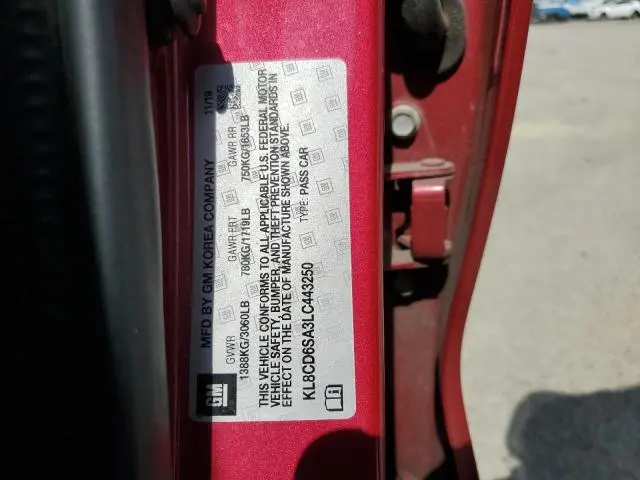 GM
MFD BY GM KOREA COMPANY 11/19
GVWR GAWR FRT GAWR RR
1388KG/3060LB 780KG/1719LB 750KG/1653LB
THIS VEHICLE CONFORMS TO ALL APPLICABLE U.S. FEDERAL MOTOR
VEHICLE SAFETY, BUMPER, AND THEFT PREVENTION STANDARDS IN
EFFECT ON THE DATE OF MANUFACTURE SHOWN ABOVE.
KL8CD6SA3LC443250 TYPE: PASS CAR